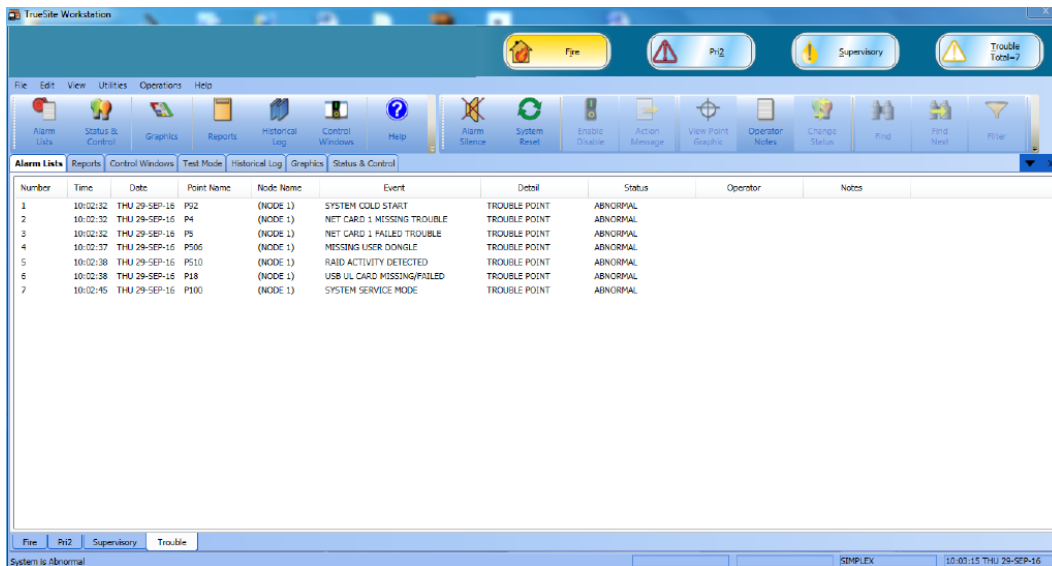 TrueSite Workstation
Fire
Pri2
Supervisory
Trouble
Total=7
File Edit View Utilities Operations Help
Alarm Lists
Status & Control
Graphics
Reports
Historical Log
Control Windows
Help
Alarm Silence
System Reset
Enable Disable
Action Message
View Point Graphic
Operator Notes
Change Status
Find
Find Next
Filter
Alarm Lists Reports Control Windows Test Mode Historical Log Graphics Status & Control
Number Time Date Point Name Node Name Event Detail Status Operator Notes
1 10:02:32 THU 29-SEP-16 P92 (NODE 1) SYSTEM COLD START TROUBLE POINT ABNORMAL
2 10:02:32 THU 29-SEP-16 P4 (NODE 1) NET CARD 1 MISSING TROUBLE TROUBLE POINT ABNORMAL
3 10:02:32 THU 29-SEP-16 P5 (NODE 1) NET CARD 1 FAILED TROUBLE TROUBLE POINT ABNORMAL
4 10:02:37 THU 29-SEP-16 P506 (NODE 1) MISSING USER DONGLE TROUBLE POINT ABNORMAL
5 10:02:38 THU 29-SEP-16 P510 (NODE 1) RAID ACTIVITY DETECTED TROUBLE POINT ABNORMAL
6 10:02:38 THU 29-SEP-16 P18 (NODE 1) USB UL CARD MISSING/FAILED TROUBLE POINT ABNORMAL
7 10:02:45 THU 29-SEP-16 P100 (NODE 1) SYSTEM SERVICE MODE TROUBLE POINT ABNORMAL
Fire Pri2 Supervisory Trouble
System is Abnormal SIMPLEX 10:03:15 THU 29-SEP-16